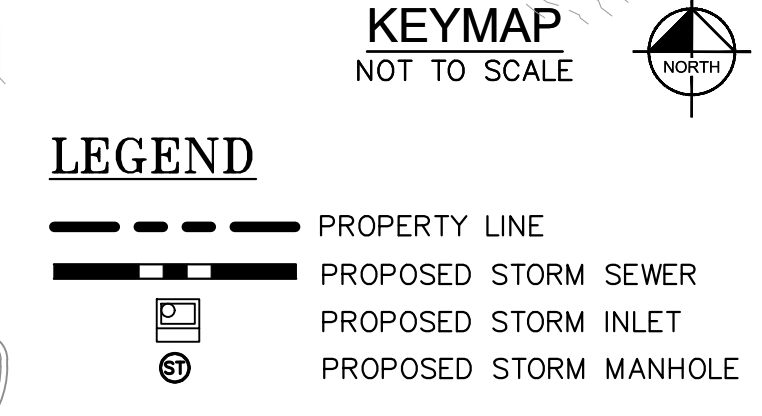 KEYMAP
NOT TO SCALE
NORTH
LEGEND
PROPERTY LINE
PROPOSED STORM SEWER
PROPOSED STORM INLET
ST PROPOSED STORM MANHOLE